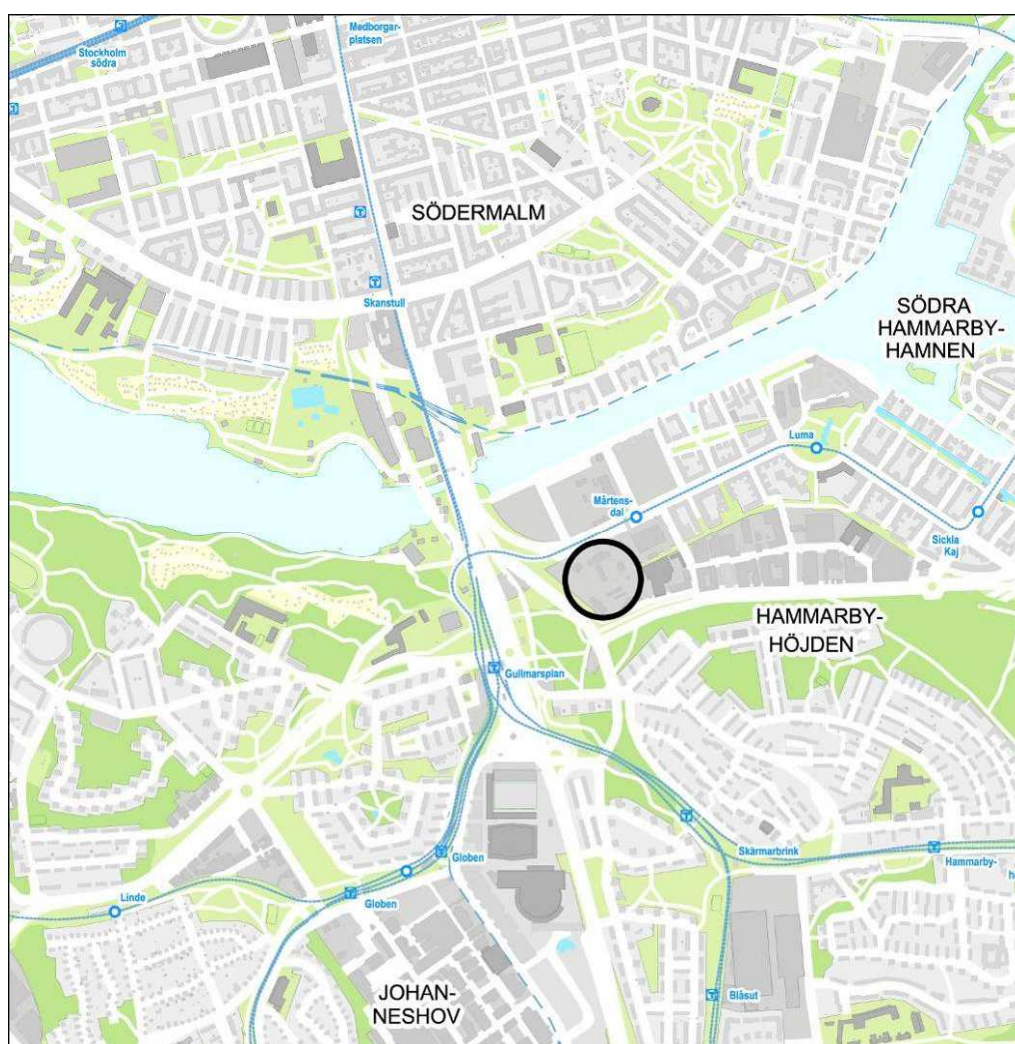 Medborgar-
platsen
Stockholm
södra
SÖDERMALM
Skanstull
SÖDRA
HAMMARBY-
HAMNEN
Luma
Mårtens-
dal
Sickla
Kaj
HAMMARBY-
HÖJDEN
Gullmarsplan
Skärmarbrink
Hammarby-
h
Globen
Linde
Globen
JOHAN-
NESHOV
Blåsut